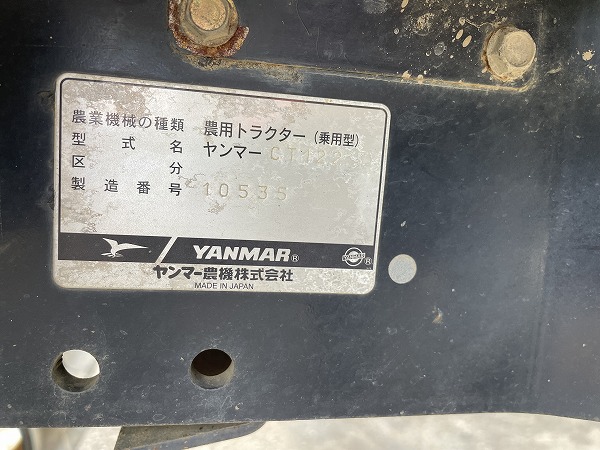 農業機械の種類 農用トラクター(乗用型)
型式名 ヤンマー
区分
製造番号 10535
YANMAR®
ヤンマー農機株式会社
MADE IN JAPAN